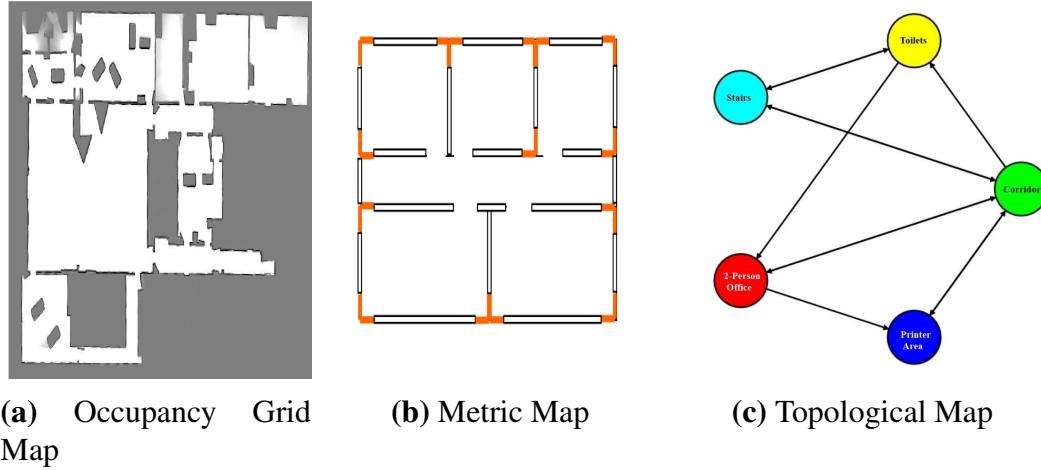 Toilets
Stairs
Corridor
2-Person
Office
Printer
Area
(a) Occupancy Grid
Map
(b) Metric Map
(c) Topological Map